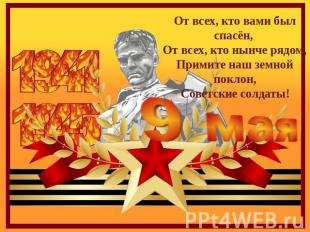 От всех, кто вами был
спасён,
От всех, кто нынче рядом,
Примите наш земной
поклон,
Советские солдаты!
1941
1945
9 мая
PPt4WEB.ru